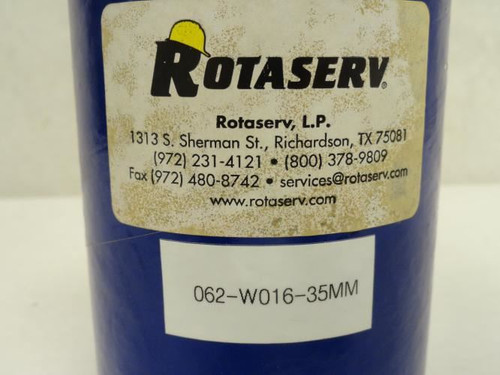 ROTASERV
Rotaserv, L.P.
1313 S. Sherman St., Richardson, TX 75081
(972) 231-4121 • (800) 378-9809
Fax (972) 480-8742 • services@rotaserv.com
www.rotaserv.com
062-W016-35MM